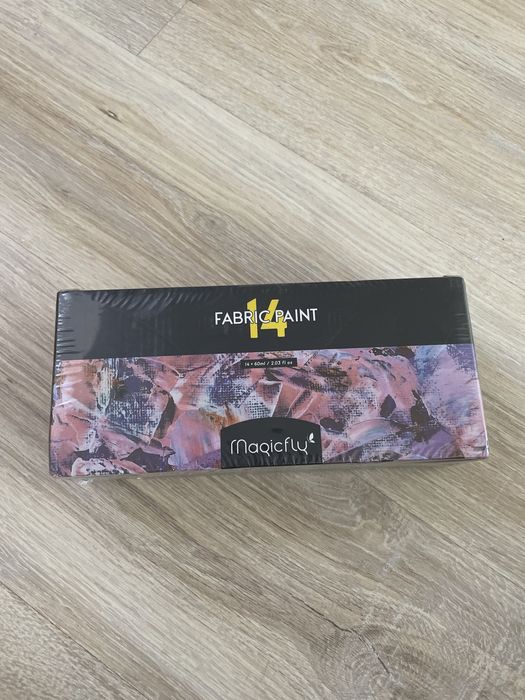 14
FABRIC PAINT
14 * 60ml / 2.03 fl oz
Magicfly